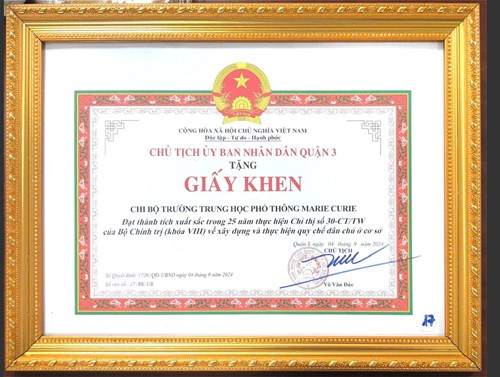 CỘNG HÒA XÃ HỘI CHỦ NGHĨA VIỆT NAM
Độc lập - Tự do - Hạnh phúc
CHỦ TỊCH ỦY BAN NHÂN DÂN QUẬN 3
TẶNG
GIẤY KHEN
CHI BỘ TRƯỜNG TRUNG HỌC PHỔ THÔNG MARIE CURIE
Đạt thành tích xuất sắc trong 25 năm thực hiện Chỉ thị số 30-CT/TW
của Bộ Chính trị (khóa VIII) về xây dựng và thực hiện quy chế dân chủ ở cơ sở
Quận 3, ngày 04 tháng 9 năm 2024
CHỦ TỊCH
Số Quyết định: 1726/QĐ-UBND ngày 04 tháng 9 năm 2024
Võ Văn Đức